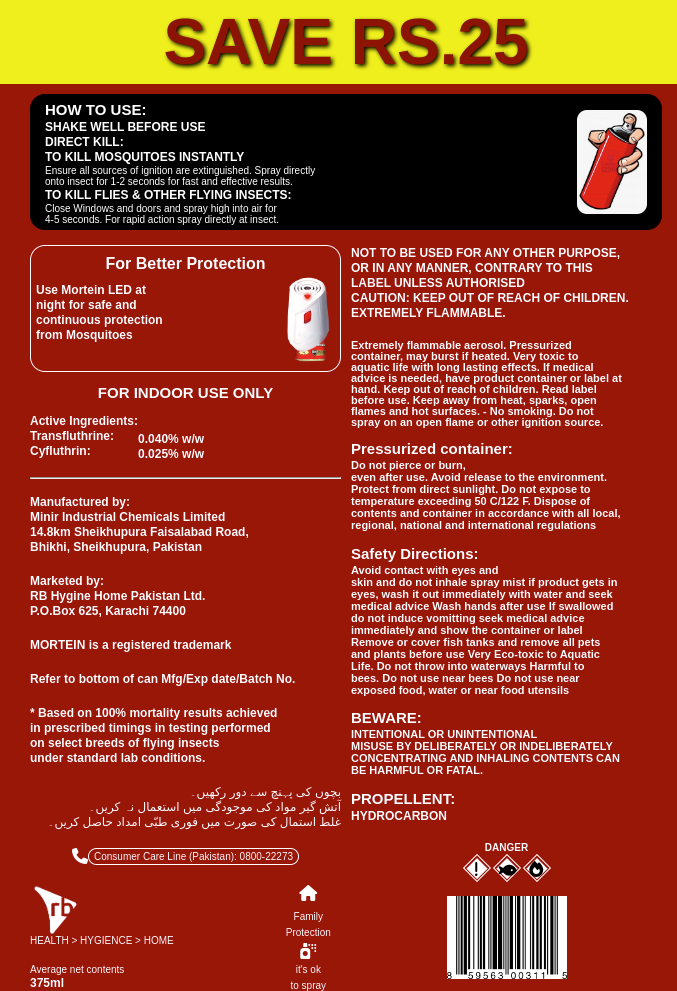 SAVE RS.25
HOW TO USE:
SHAKE WELL BEFORE USE
DIRECT KILL:
TO KILL MOSQUITOES INSTANTLY
Ensure all sources of ignition are extinguished. Spray directly
onto insect for 1-2 seconds for fast and effective results.
TO KILL FLIES & OTHER FLYING INSECTS:
Close Windows and doors and spray high into air for
4-5 seconds. For rapid action spray directly at insect.
For Better Protection
Use Mortein LED at
night for safe and
continuous protection
from Mosquitoes
FOR INDOOR USE ONLY
Active Ingredients:
Transfluthrine: 0.040% w/w
Cyfluthrin: 0.025% w/w
Manufactured by:
Minir Industrial Chemicals Limited
14.8km Sheikhupura Faisalabad Road,
Bhikhi, Sheikhupura, Pakistan
Marketed by:
RB Hygine Home Pakistan Ltd.
P.O.Box 625, Karachi 74400
MORTEIN is a registered trademark
Refer to bottom of can Mfg/Exp date/Batch No.
* Based on 100% mortality results achieved
in prescribed timings in testing performed
on select breeds of flying insects
under standard lab conditions.
بچوں کی پہنچ سے دور رکھیں۔
آتش گیر مواد کی موجودگی میں استعمال نہ کریں۔
غلط استمال کی صورت میں فوری طبّی امداد حاصل کریں۔
Consumer Care Line (Pakistan): 0800-22273
rb
HEALTH > HYGIENCE > HOME
Average net contents
375ml
Family
Protection
it's ok
to spray
NOT TO BE USED FOR ANY OTHER PURPOSE,
OR IN ANY MANNER, CONTRARY TO THIS
LABEL UNLESS AUTHORISED
CAUTION: KEEP OUT OF REACH OF CHILDREN.
EXTREMELY FLAMMABLE.
Extremely flammable aerosol. Pressurized
container, may burst if heated. Very toxic to
aquatic life with long lasting effects. If medical
advice is needed, have product container or label at
hand. Keep out of reach of children. Read label
before use. Keep away from heat, sparks, open
flames and hot surfaces. - No smoking. Do not
spray on an open flame or other ignition source.
Pressurized container:
Do not pierce or burn,
even after use. Avoid release to the environment.
Protect from direct sunlight. Do not expose to
temperature exceeding 50 C/122 F. Dispose of
contents and container in accordance with all local,
regional, national and international regulations
Safety Directions:
Avoid contact with eyes and
skin and do not inhale spray mist if product gets in
eyes, wash it out immediately with water and seek
medical advice Wash hands after use If swallowed
do not induce vomitting seek medical advice
immediately and show the container or label
Remove or cover fish tanks and remove all pets
and plants before use Very Eco-toxic to Aquatic
Life. Do not throw into waterways Harmful to
bees. Do not use near bees Do not use near
exposed food, water or near food utensils
BEWARE:
INTENTIONAL OR UNINTENTIONAL
MISUSE BY DELIBERATELY OR INDELIBERATELY
CONCENTRATING AND INHALING CONTENTS CAN
BE HARMFUL OR FATAL.
PROPELLENT:
HYDROCARBON
DANGER
8 59563 00311 5